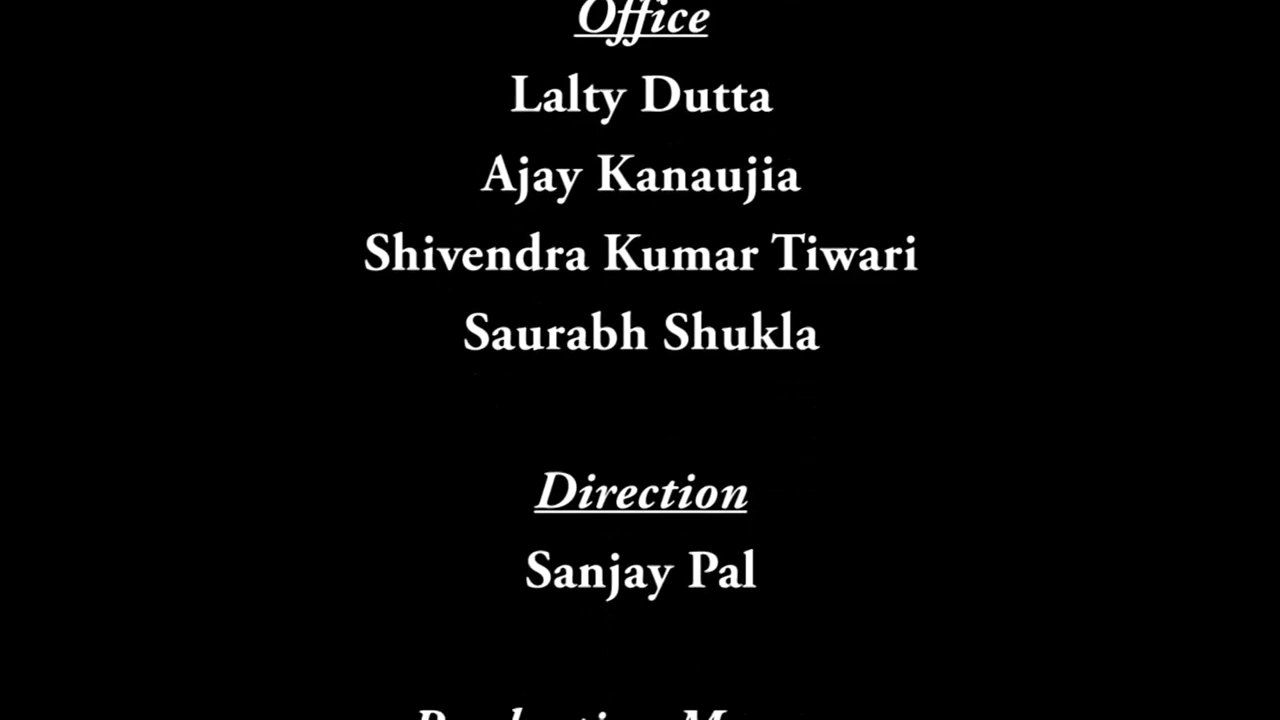 Office
Lalty Dutta
Ajay Kanaujia
Shivendra Kumar Tiwari
Saurabh Shukla
Direction
Sanjay Pal